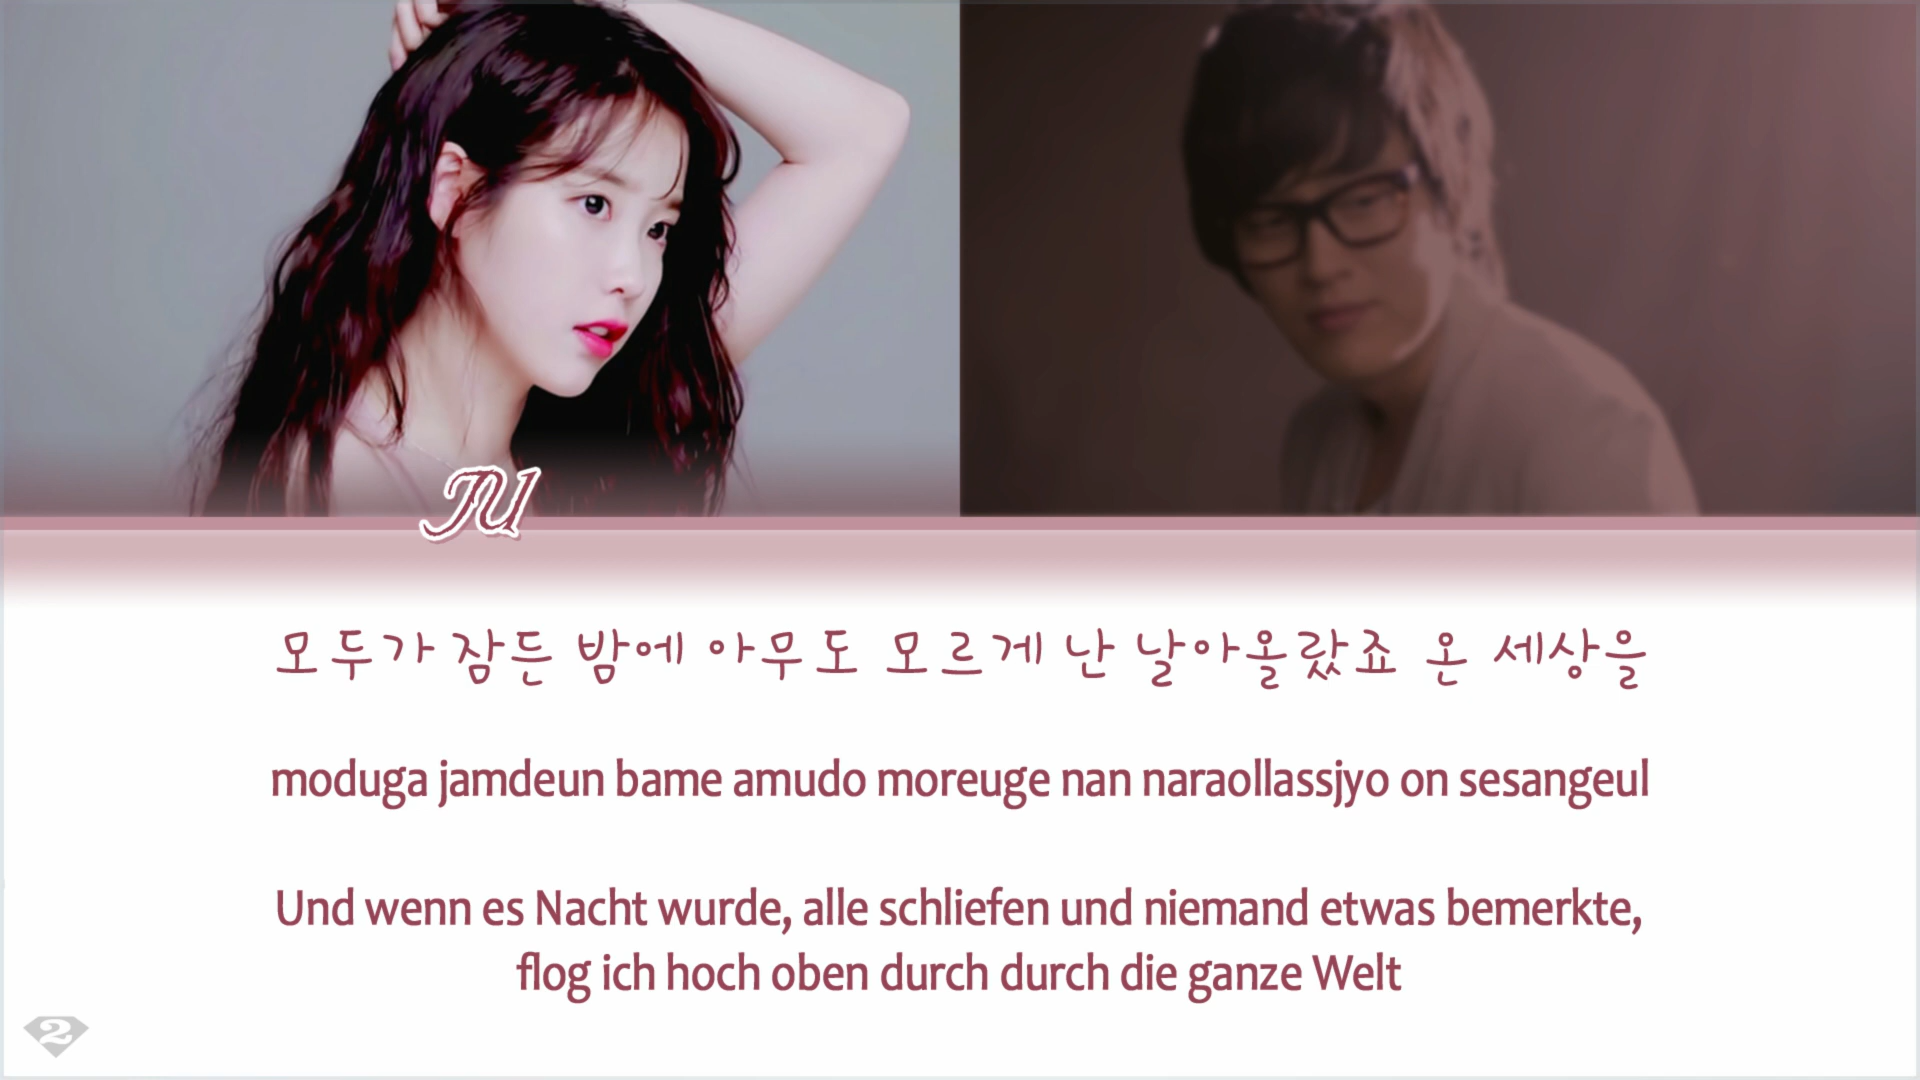 IU
모두가 잠든 밤에 아무도 모르게 난 날아올랐죠 온 세상을
moduga jamdeun bame amudo moreuge nan naraollassjyo on sesangeul
Und wenn es Nacht wurde, alle schliefen und niemand etwas bemerkte,
flog ich hoch oben durch durch die ganze Welt
2